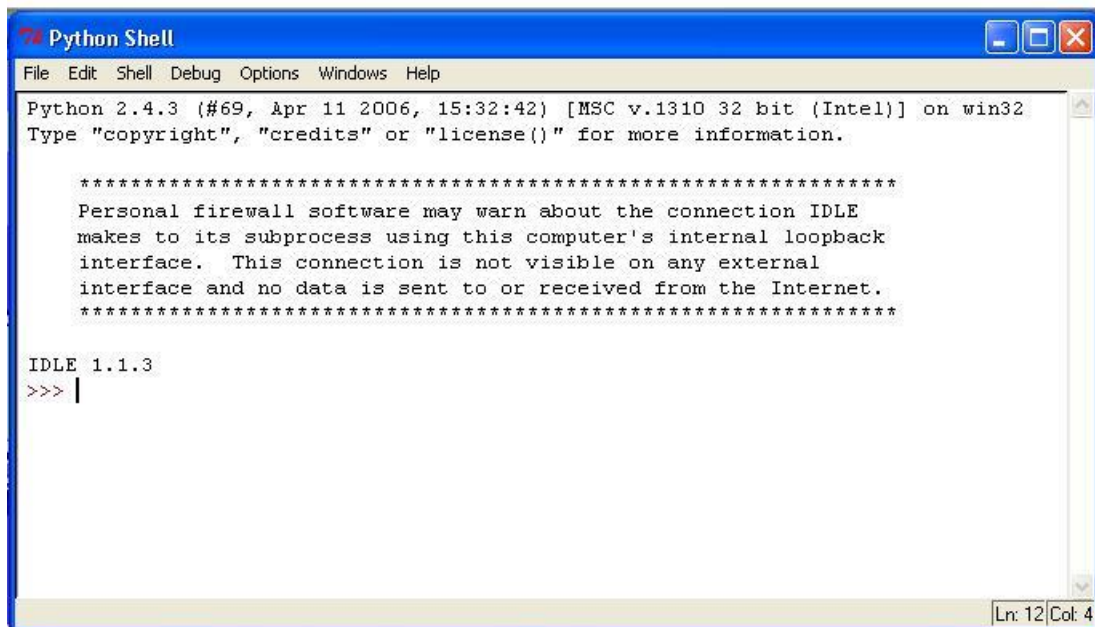 Python Shell
File Edit Shell Debug Options Windows Help
Python 2.4.3 (#69, Apr 11 2006, 15:32:42) [MSC v.1310 32 bit (Intel)] on win32
Type "copyright", "credits" or "license()" for more information.
****************************************************************
Personal firewall software may warn about the connection IDLE
makes to its subprocess using this computer's internal loopback
interface.  This connection is not visible on any external
interface and no data is sent to or received from the Internet.
****************************************************************
IDLE 1.1.3
>>>
Ln: 12 Col: 4